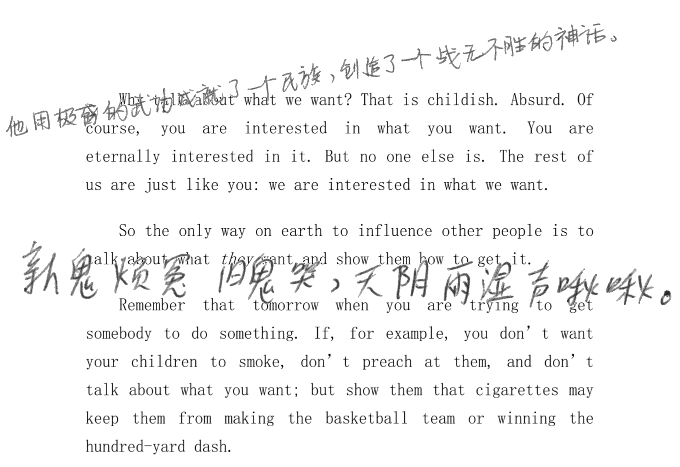 他用极奋的武功成就了一个民族，创造了一个战无不胜的神话。
Why talk about what we want? That is childish. Absurd. Of
course, you are interested in what you want. You are
eternally interested in it. But no one else is. The rest of
us are just like you: we are interested in what we want.
So the only way on earth to influence other people is to
talk about what they want and show them how to get it.
新鬼烦冤旧鬼哭，天阴雨湿声啾啾。
Remember that tomorrow when you are trying to get
somebody to do something. If, for example, you don’t want
your children to smoke, don’t preach at them, and don’t
talk about what you want; but show them that cigarettes may
keep them from making the basketball team or winning the
hundred-yard dash.